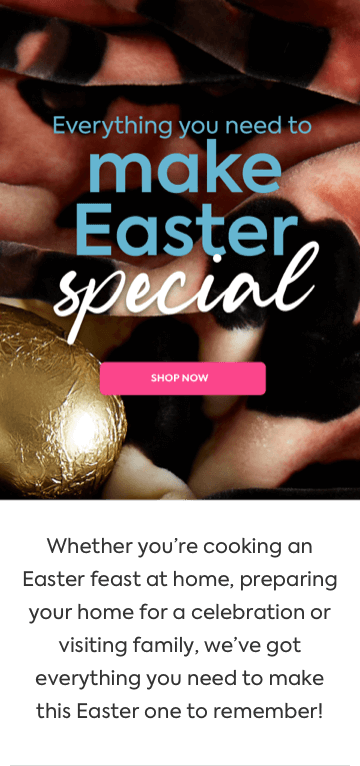 Everything you need to
make
Easter
special
SHOP NOW
Whether you’re cooking an
Easter feast at home, preparing
your home for a celebration or
visiting family, we’ve got
everything you need to make
this Easter one to remember!